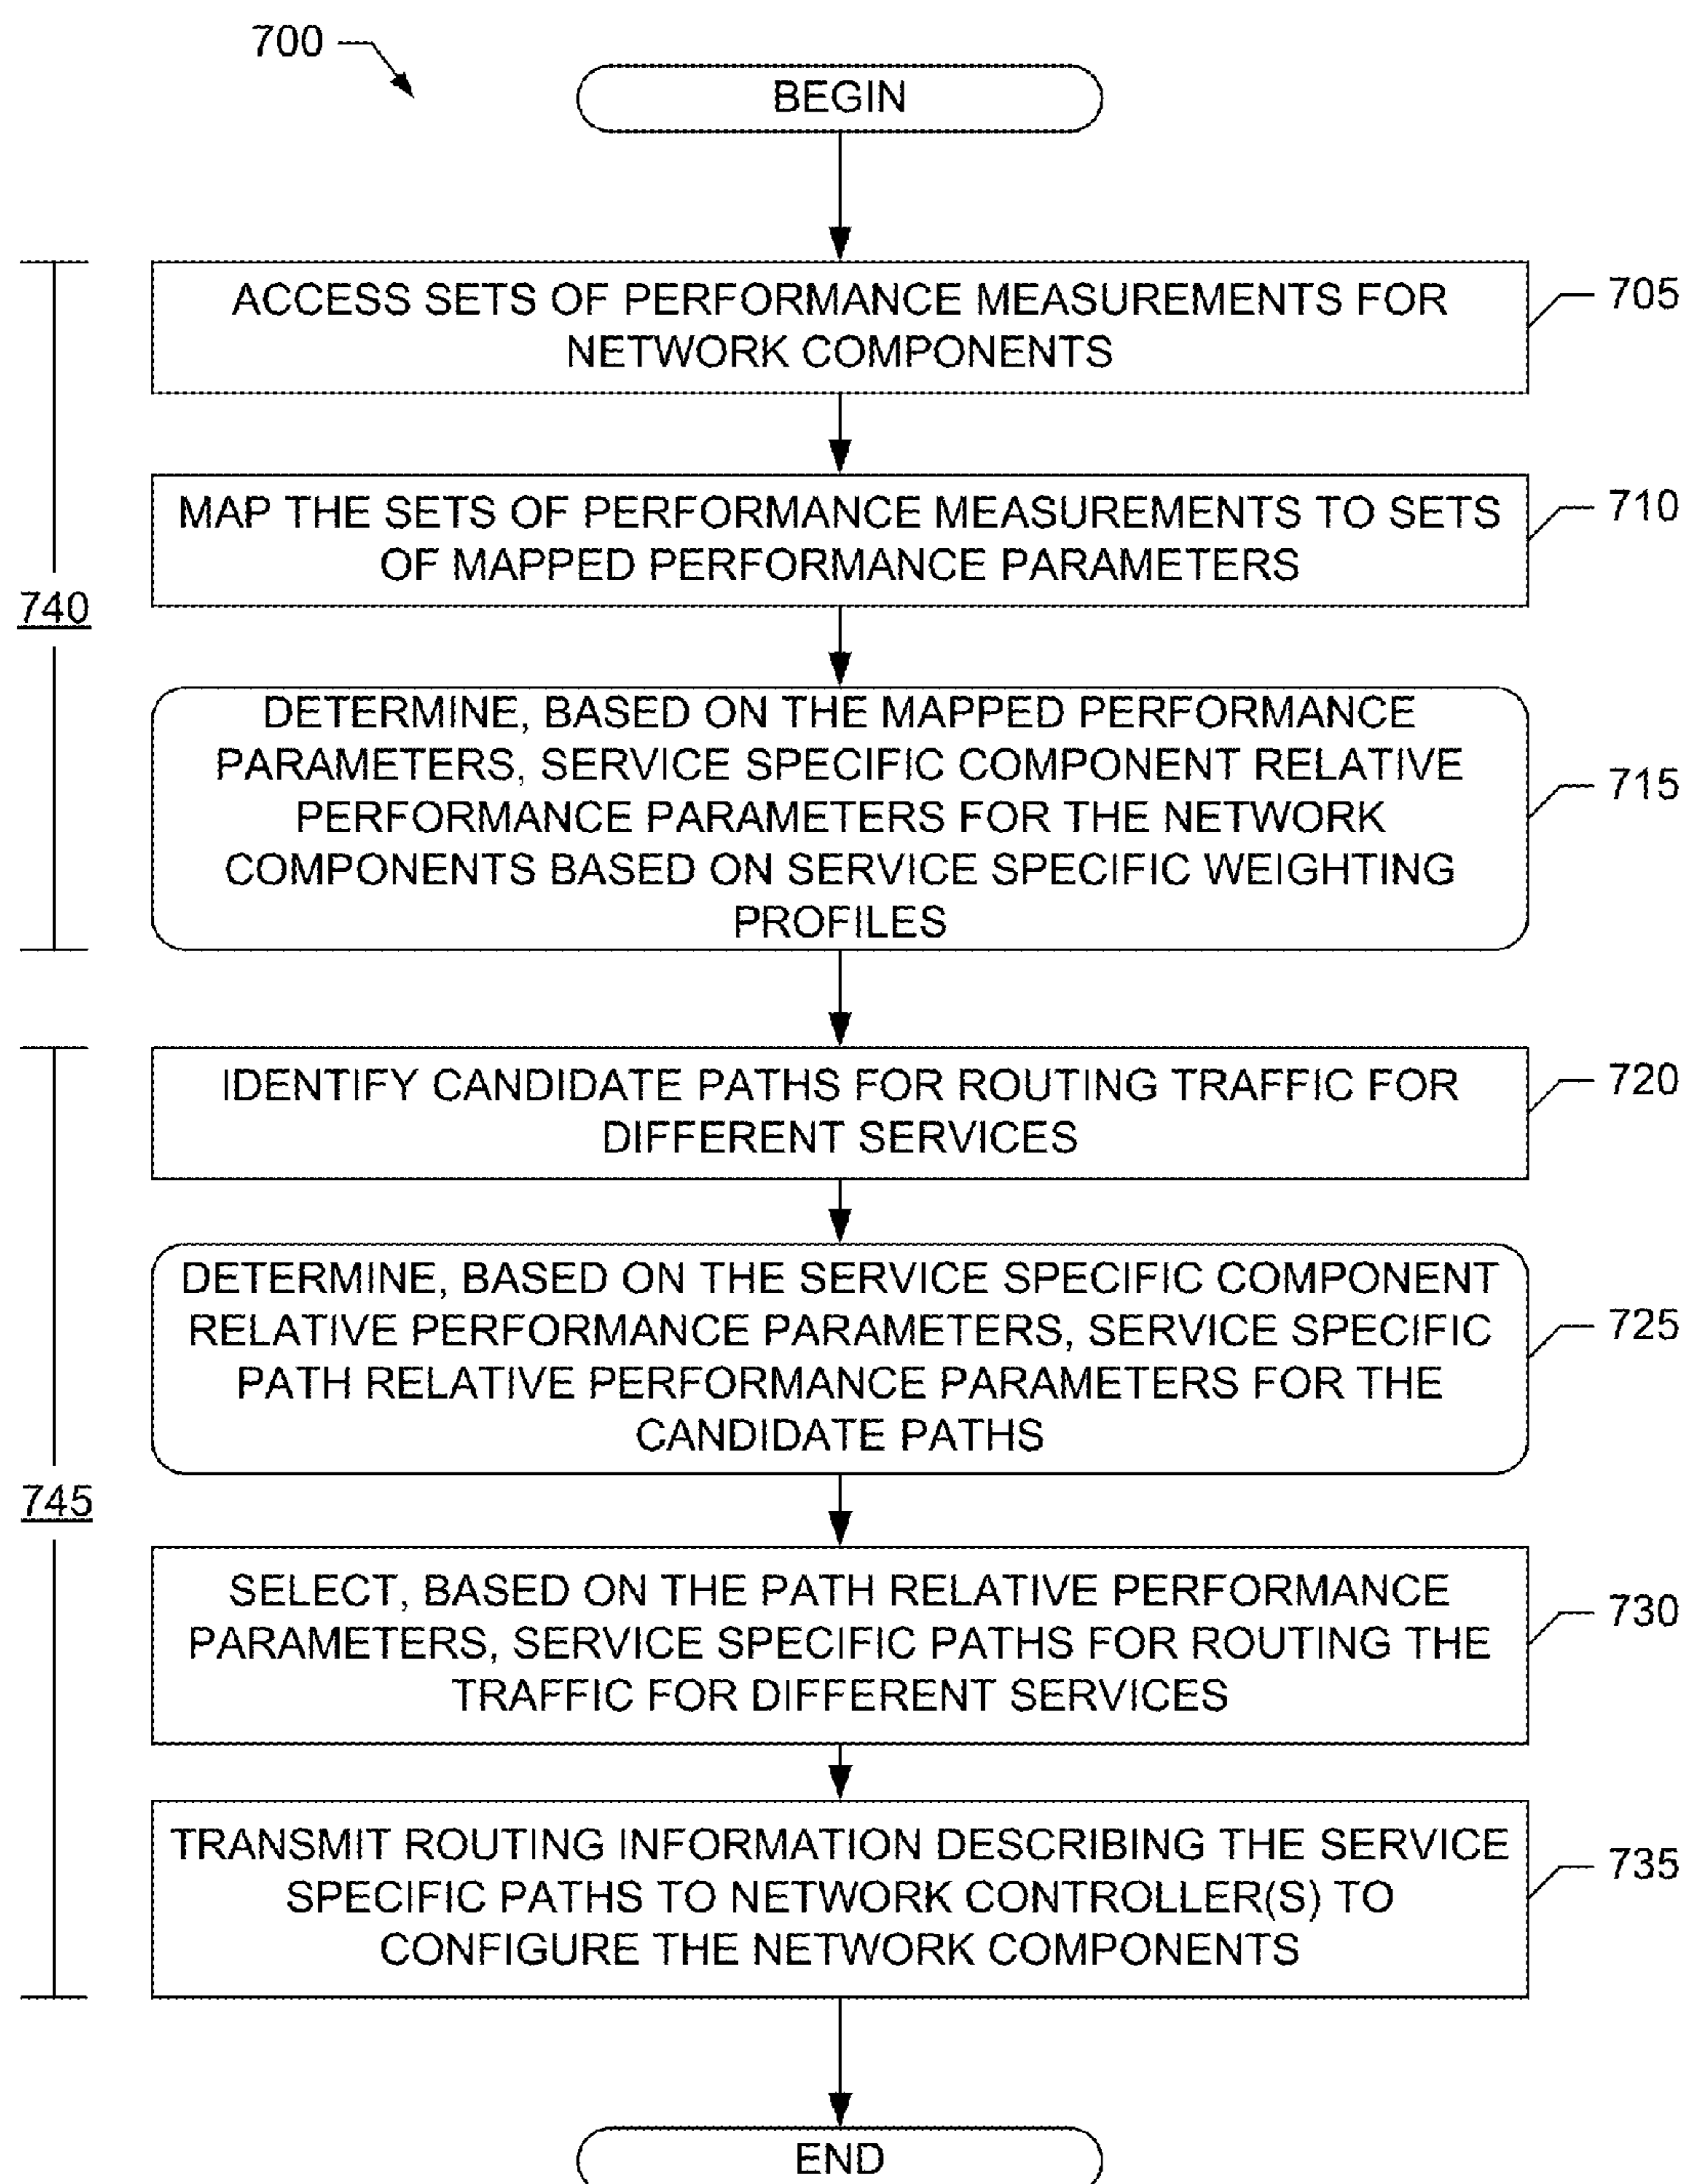 700
BEGIN
ACCESS SETS OF PERFORMANCE MEASUREMENTS FOR
NETWORK COMPONENTS
705
MAP THE SETS OF PERFORMANCE MEASUREMENTS TO SETS
OF MAPPED PERFORMANCE PARAMETERS
710
740
DETERMINE, BASED ON THE MAPPED PERFORMANCE
PARAMETERS, SERVICE SPECIFIC COMPONENT RELATIVE
PERFORMANCE PARAMETERS FOR THE NETWORK
COMPONENTS BASED ON SERVICE SPECIFIC WEIGHTING
PROFILES
715
IDENTIFY CANDIDATE PATHS FOR ROUTING TRAFFIC FOR
DIFFERENT SERVICES
720
DETERMINE, BASED ON THE SERVICE SPECIFIC COMPONENT
RELATIVE PERFORMANCE PARAMETERS, SERVICE SPECIFIC
PATH RELATIVE PERFORMANCE PARAMETERS FOR THE
CANDIDATE PATHS
725
745
SELECT, BASED ON THE PATH RELATIVE PERFORMANCE
PARAMETERS, SERVICE SPECIFIC PATHS FOR ROUTING THE
TRAFFIC FOR DIFFERENT SERVICES
730
TRANSMIT ROUTING INFORMATION DESCRIBING THE SERVICE
SPECIFIC PATHS TO NETWORK CONTROLLER(S) TO
CONFIGURE THE NETWORK COMPONENTS
735
END